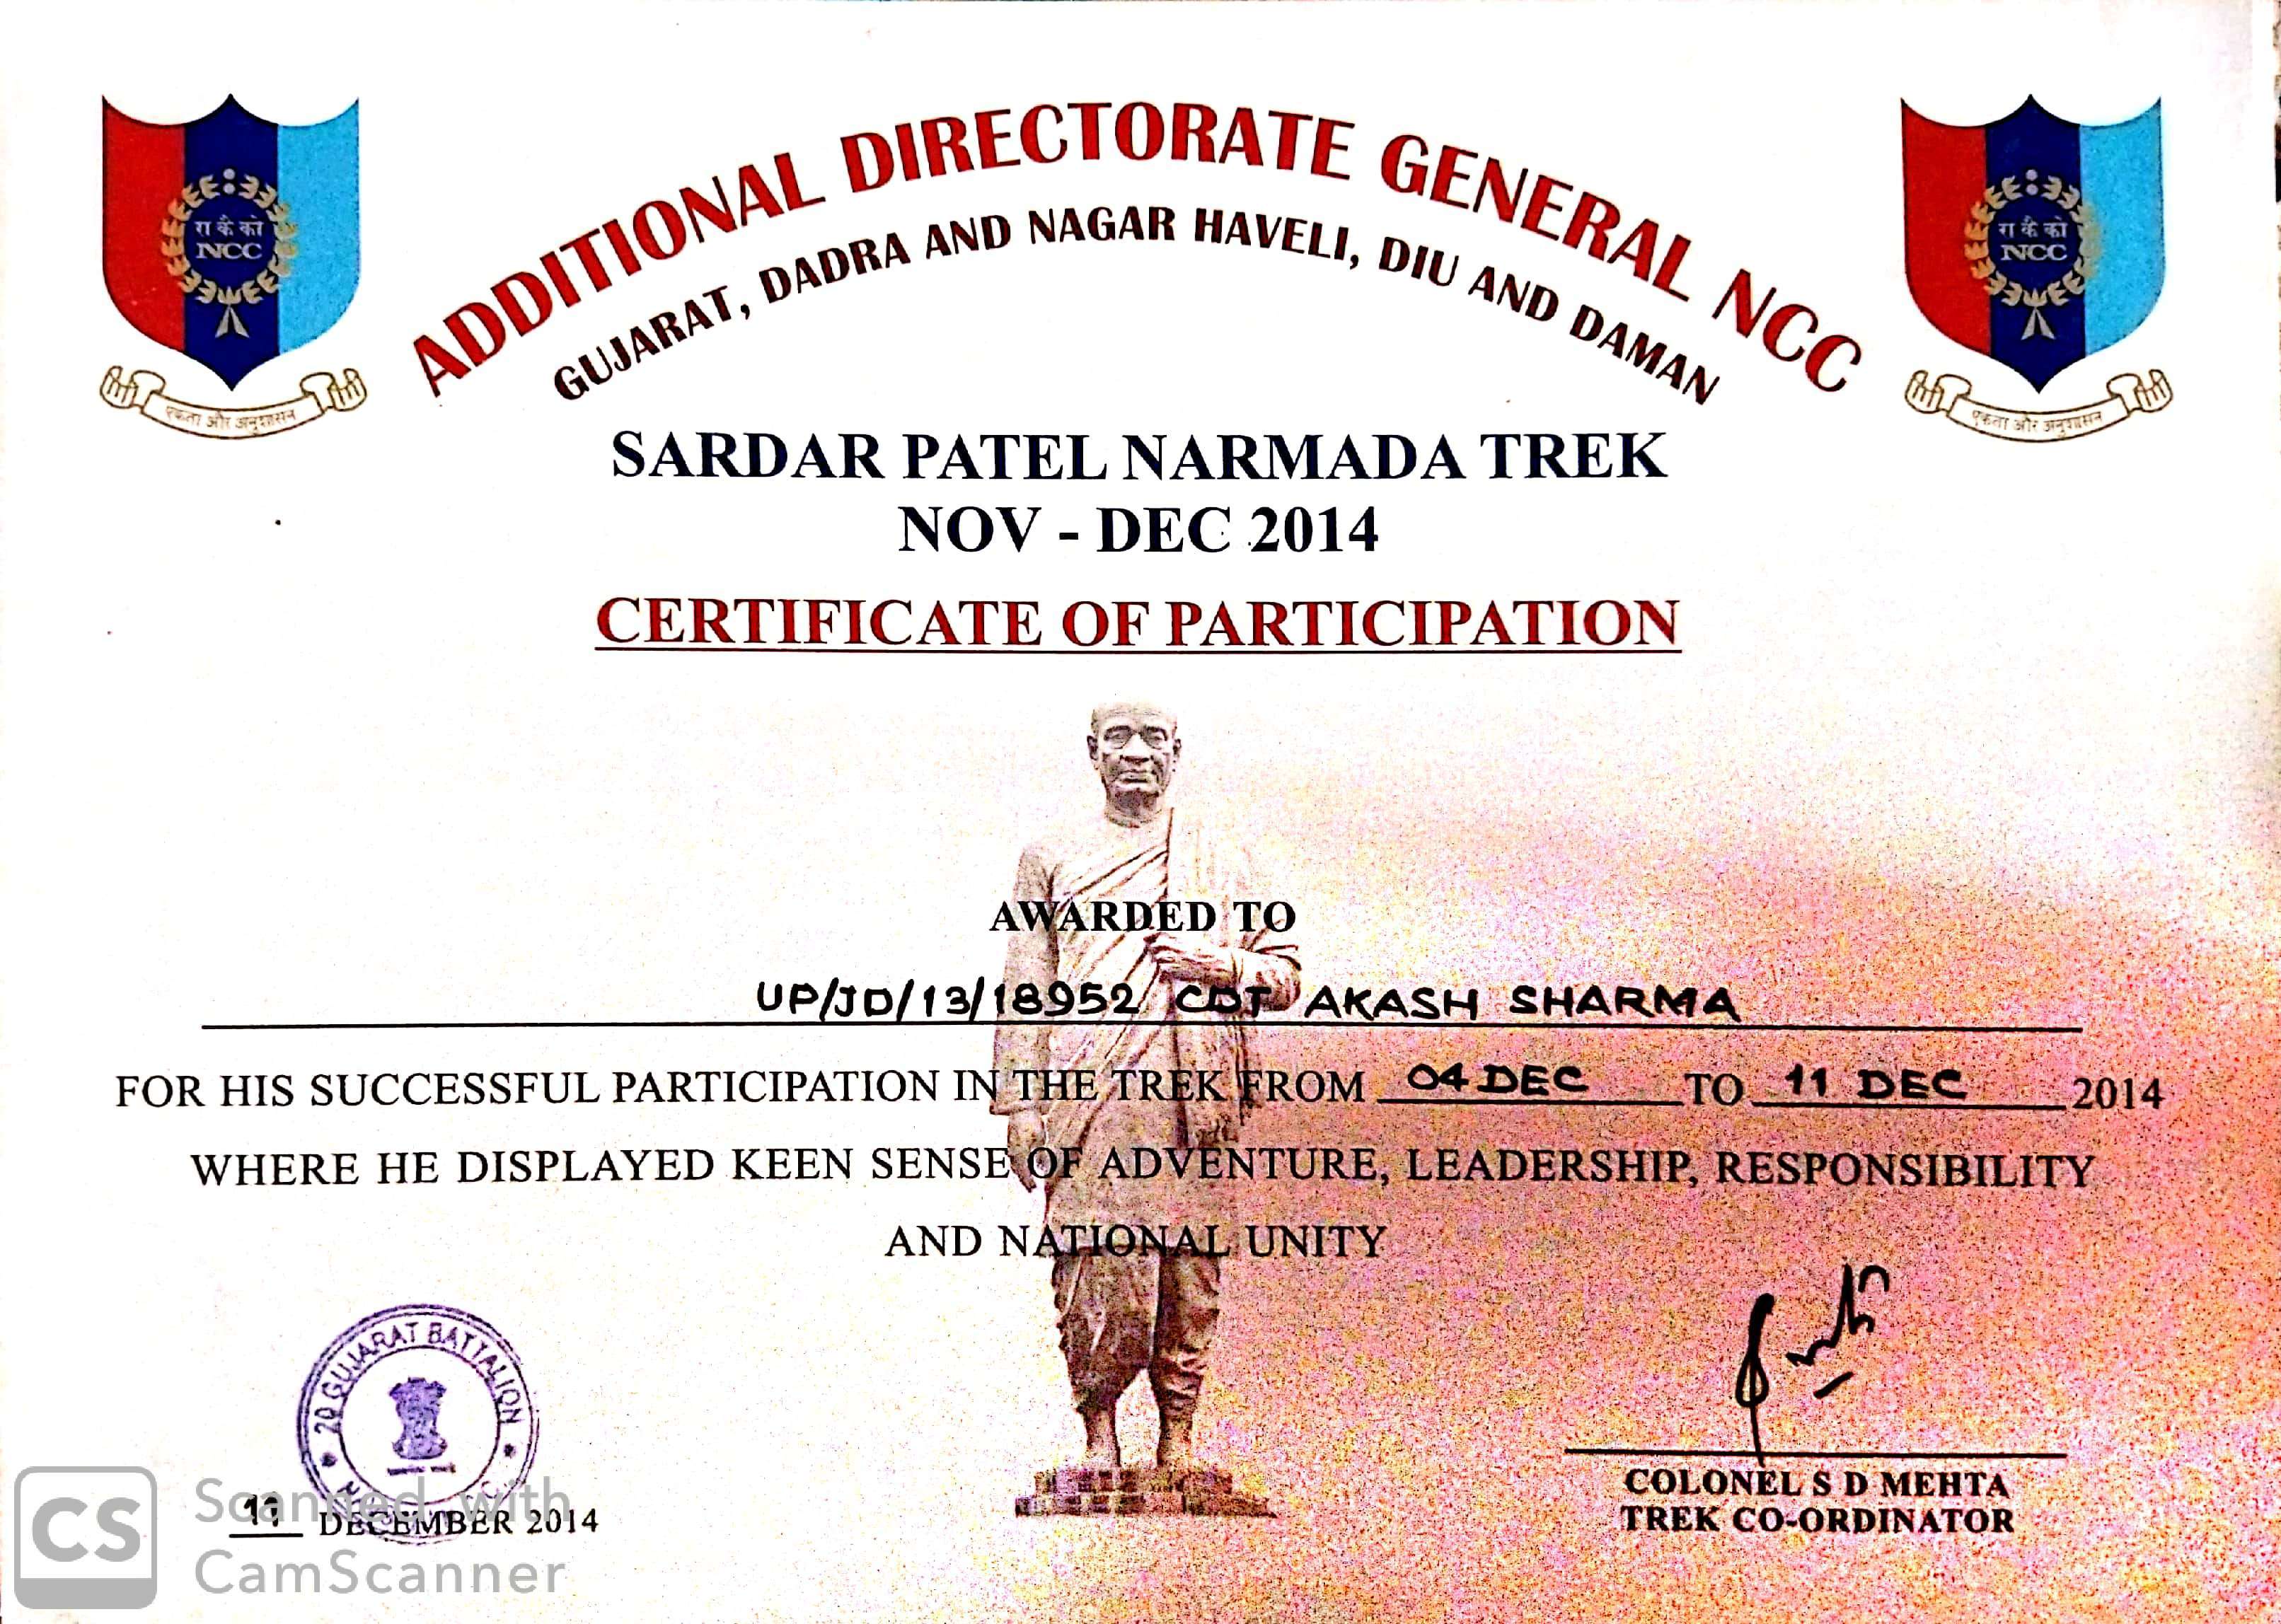 ADDITIONAL DIRECTORATE GENERAL NCC
GUJARAT, DADRA AND NAGAR HAVELI, DIU AND DAMAN
रा कै को
NCC
एकता और अनुशासन
रा कै को
NCC
एकता और अनुशासन
SARDAR PATEL NARMADA TREK
NOV - DEC 2014
CERTIFICATE OF PARTICIPATION
AWARDED TO
UP/JD/13/18952 CDT AKASH SHARMA
FOR HIS SUCCESSFUL PARTICIPATION IN THE TREK FROM 04 DEC TO 11 DEC 2014
WHERE HE DISPLAYED KEEN SENSE OF ADVENTURE, LEADERSHIP, RESPONSIBILITY
AND NATIONAL UNITY
20 GUJARAT BATTALION
DECEMBER 2014
COLONEL S D MEHTA
TREK CO-ORDINATOR
CS
Scanned with
CamScanner